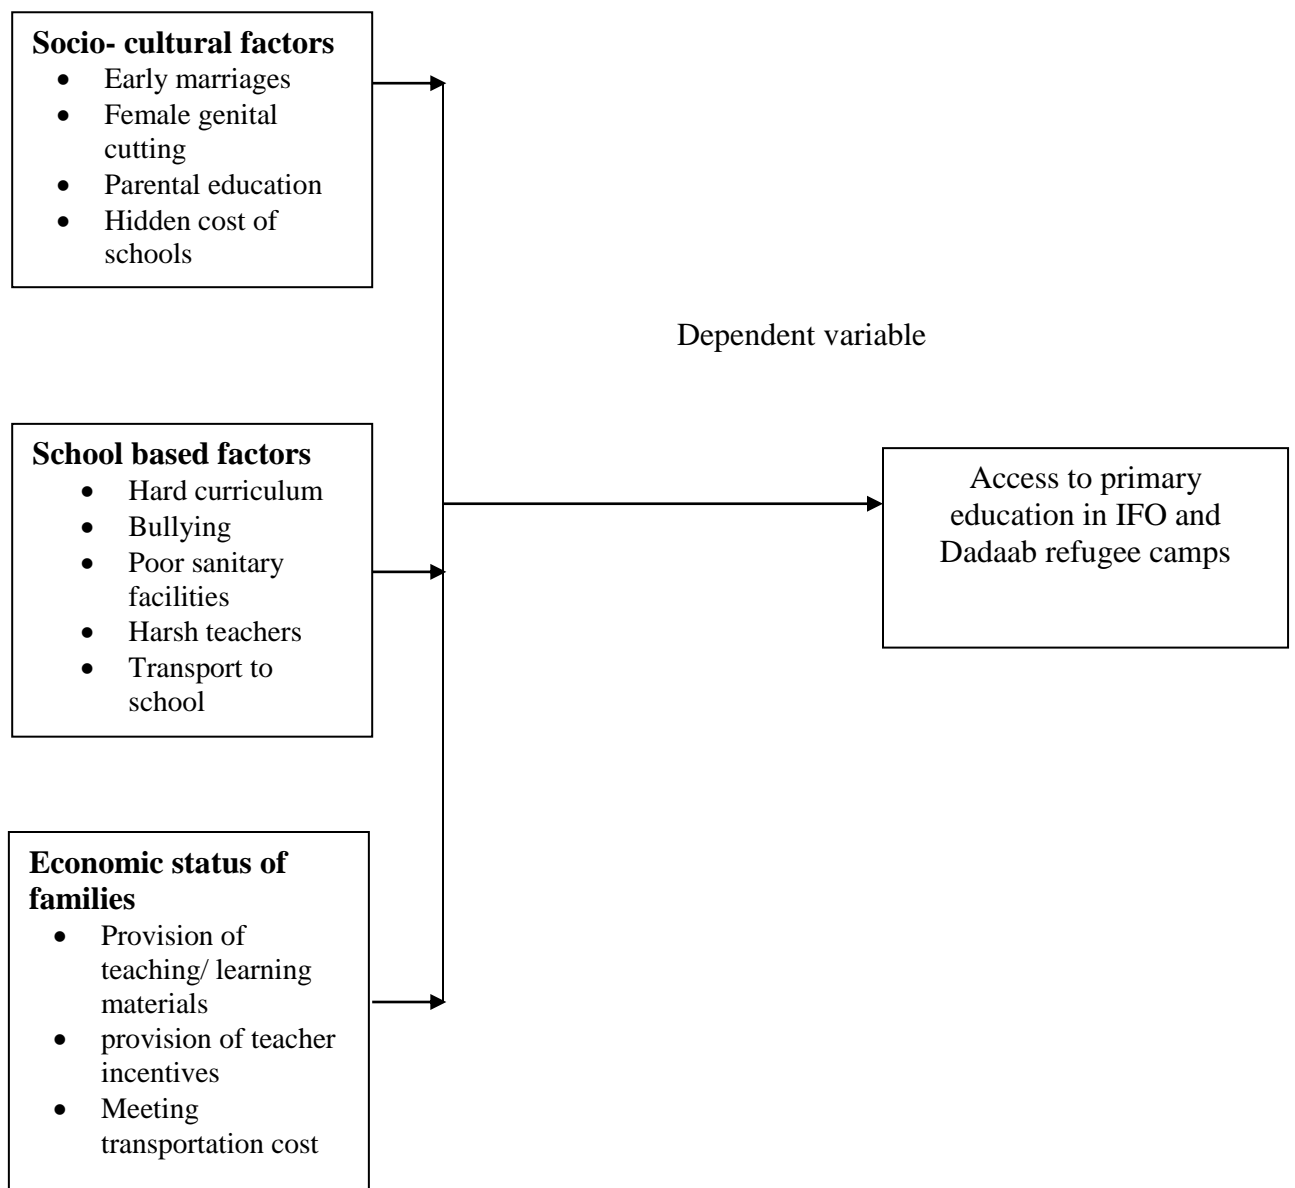 Socio- cultural factors
• Early marriages
• Female genital
cutting
• Parental education
• Hidden cost of
schools
Dependent variable
School based factors
• Hard curriculum
• Bullying
• Poor sanitary
facilities
• Harsh teachers
• Transport to
school
Access to primary
education in IFO and
Dadaab refugee camps
Economic status of
families
• Provision of
teaching/ learning
materials
• provision of teacher
incentives
• Meeting
transportation cost